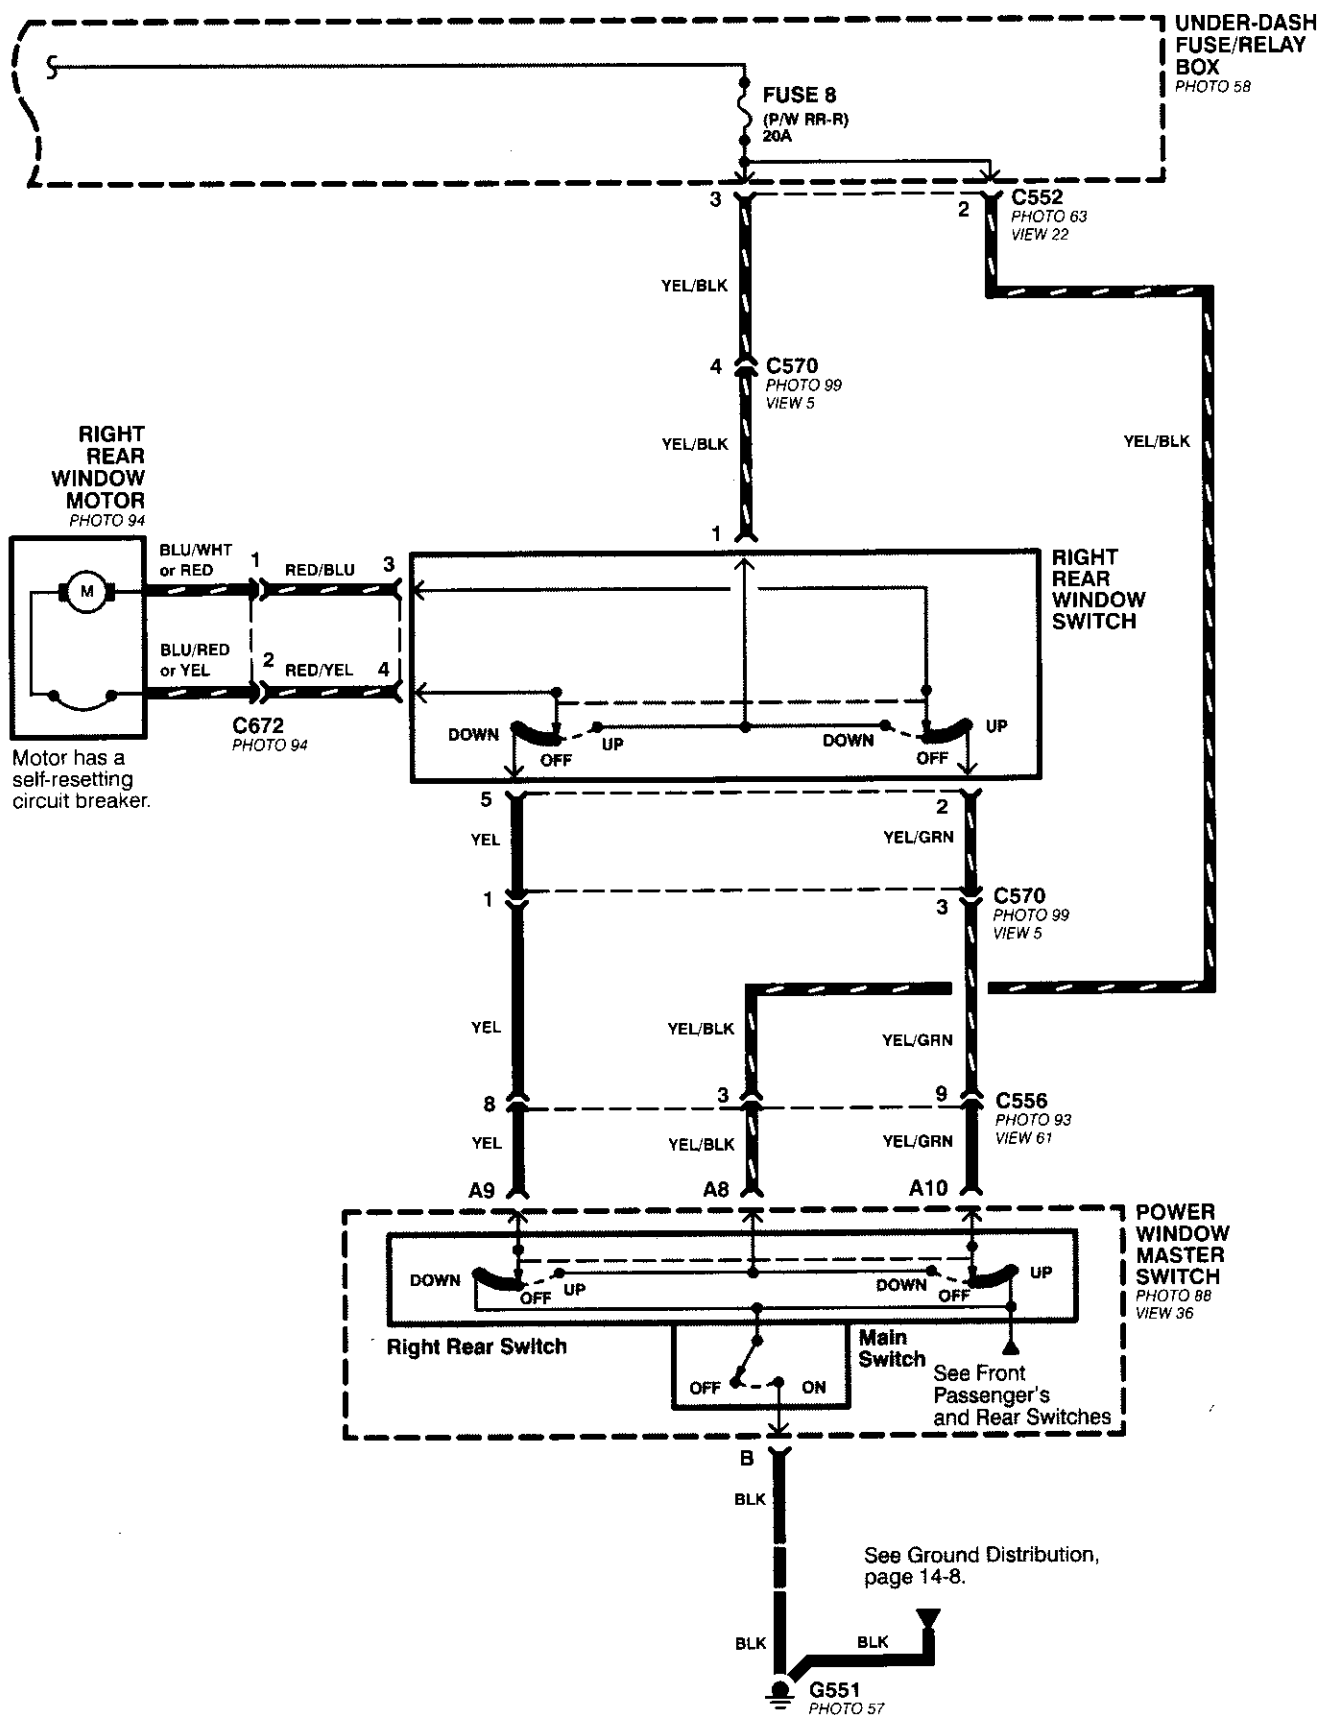 UNDER-DASH
FUSE/RELAY
BOX
PHOTO 58
FUSE 8
(P/W RR-R)
20A
3
2
C552
PHOTO 63
VIEW 22
YEL/BLK
4
C570
PHOTO 99
VIEW 5
YEL/BLK
YEL/BLK
RIGHT
REAR
WINDOW
MOTOR
PHOTO 94
1
BLU/WHT
or RED
1
RED/BLU
3
M
BLU/RED
or YEL
2
RED/YEL
4
C672
PHOTO 94
Motor has a
self-resetting
circuit breaker.
RIGHT
REAR
WINDOW
SWITCH
DOWN
OFF
UP
DOWN
OFF
UP
5
2
YEL
YEL/GRN
1
3
C570
PHOTO 99
VIEW 5
YEL
YEL/BLK
YEL/GRN
8
3
9
C556
PHOTO 93
VIEW 61
YEL
YEL/BLK
YEL/GRN
A9
A8
A10
POWER
WINDOW
MASTER
SWITCH
PHOTO 88
VIEW 36
DOWN
OFF
UP
DOWN
OFF
UP
Right Rear Switch
Main
Switch
OFF
ON
See Front
Passenger's
and Rear Switches
B
BLK
See Ground Distribution,
page 14-8.
BLK
BLK
G551
PHOTO 57